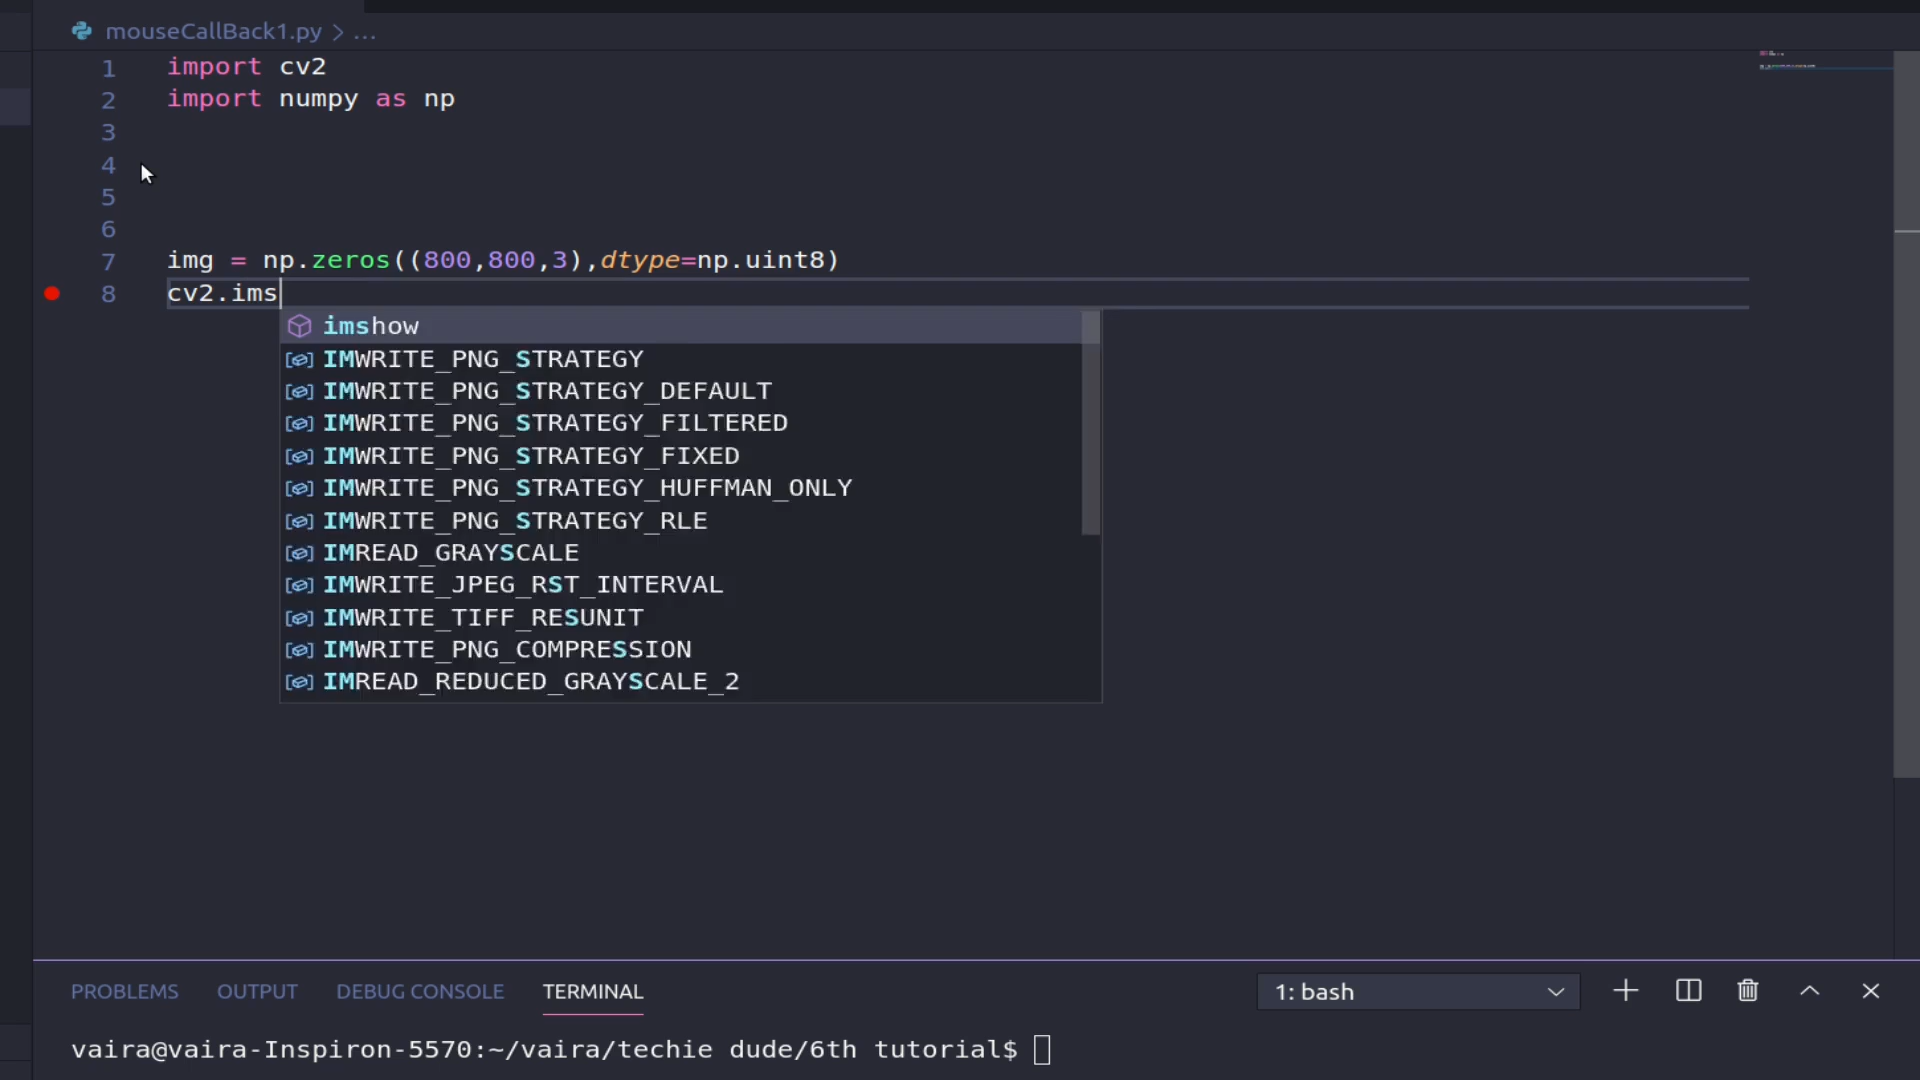 mouseCallBack1.py > ...
1 import cv2
2 import numpy as np
3
4
5
6
7 img = np.zeros((800,800,3),dtype=np.uint8)
8 cv2.ims
imshow
IMWRITE_PNG_STRATEGY
IMWRITE_PNG_STRATEGY_DEFAULT
IMWRITE_PNG_STRATEGY_FILTERED
IMWRITE_PNG_STRATEGY_FIXED
IMWRITE_PNG_STRATEGY_HUFFMAN_ONLY
IMWRITE_PNG_STRATEGY_RLE
IMREAD_GRAYSCALE
IMWRITE_JPEG_RST_INTERVAL
IMWRITE_TIFF_RESUNIT
IMWRITE_PNG_COMPRESSION
IMREAD_REDUCED_GRAYSCALE_2
PROBLEMS OUTPUT DEBUG CONSOLE TERMINAL 1: bash
vaira@vaira-Inspiron-5570:~/vaira/techie dude/6th tutorial$